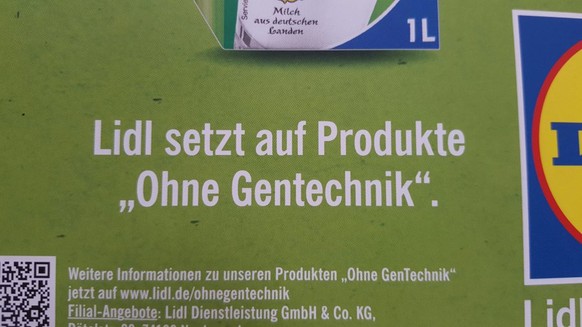 Milch
aus deutschen
Landen
1L
Lidl setzt auf Produkte
„Ohne Gentechnik“.
Weitere Informationen zu unseren Produkten „Ohne GenTechnik“
jetzt auf www.lidl.de/ohnegentechnik
Filial-Angebote: Lidl Dienstleistung GmbH & Co. KG,
Lid